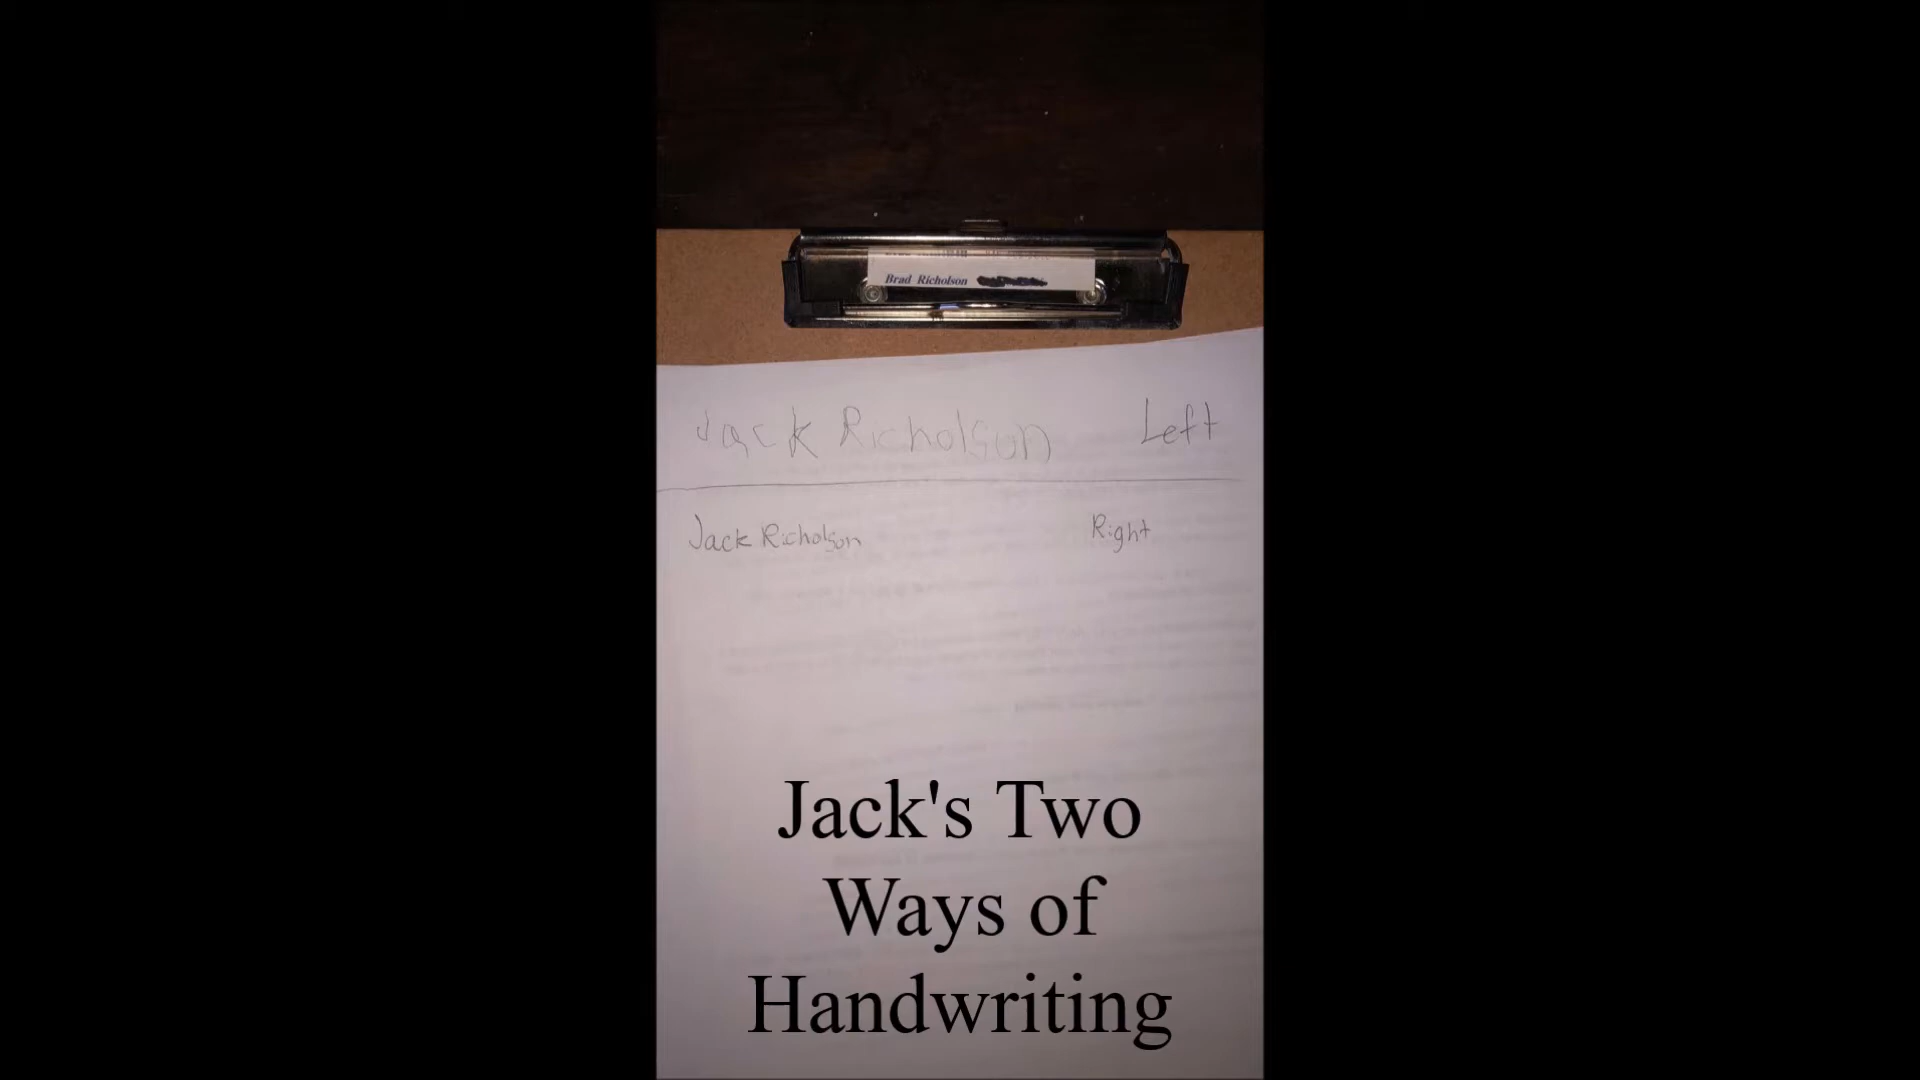 Brad Richolson
Jack Richolson Left
Jack Richolson Right
Jack's Two
Ways of
Handwriting